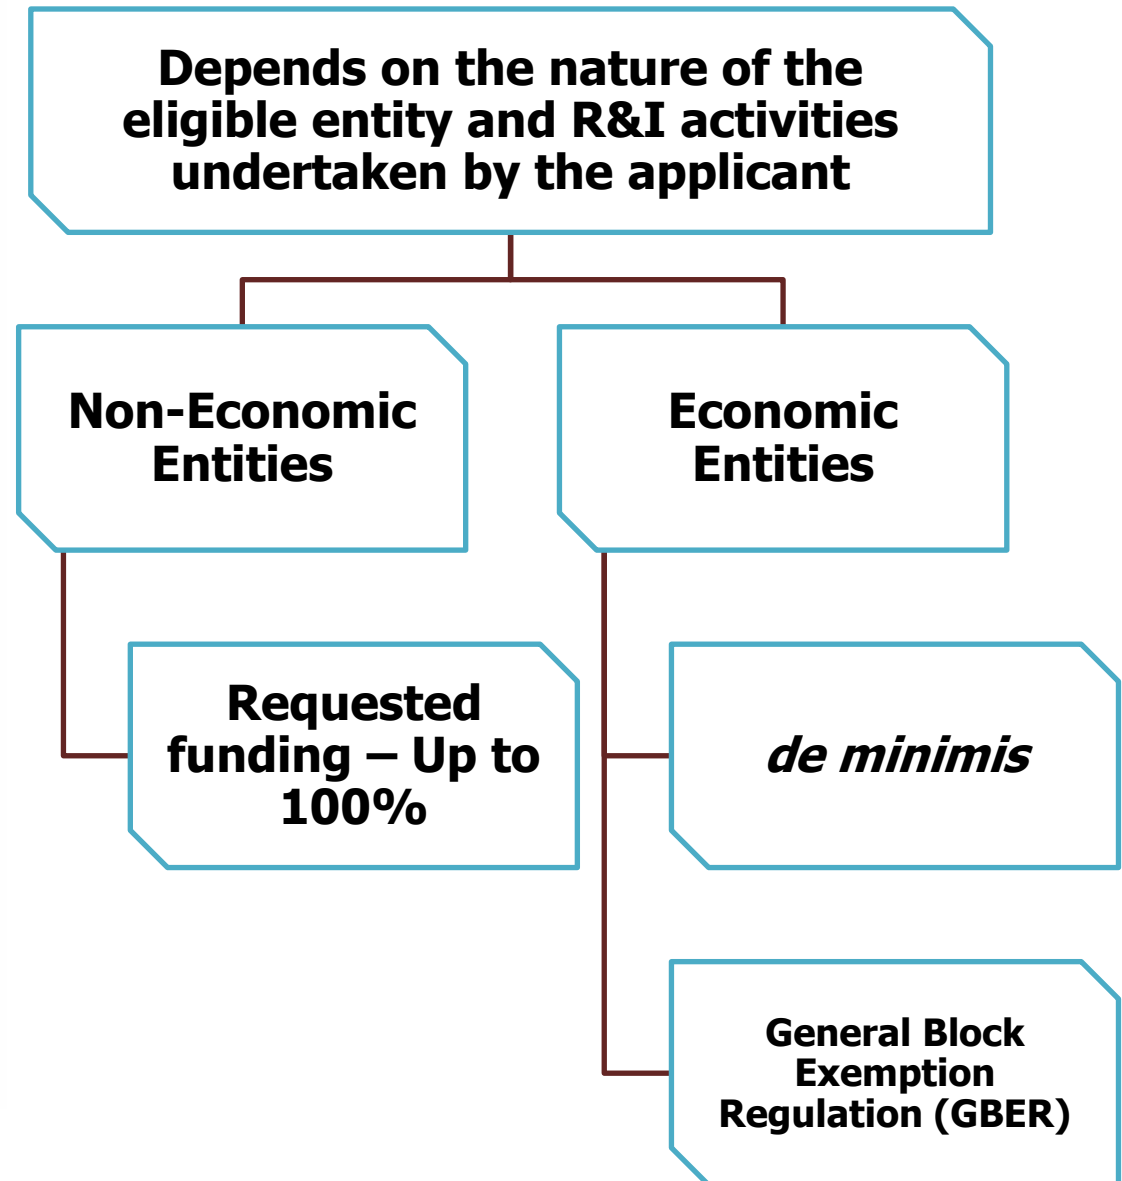 Depends on the nature of the
eligible entity and R&I activities
undertaken by the applicant
Non-Economic
Entities
Economic
Entities
Requested
funding – Up to
100%
de minimis
General Block
Exemption
Regulation (GBER)